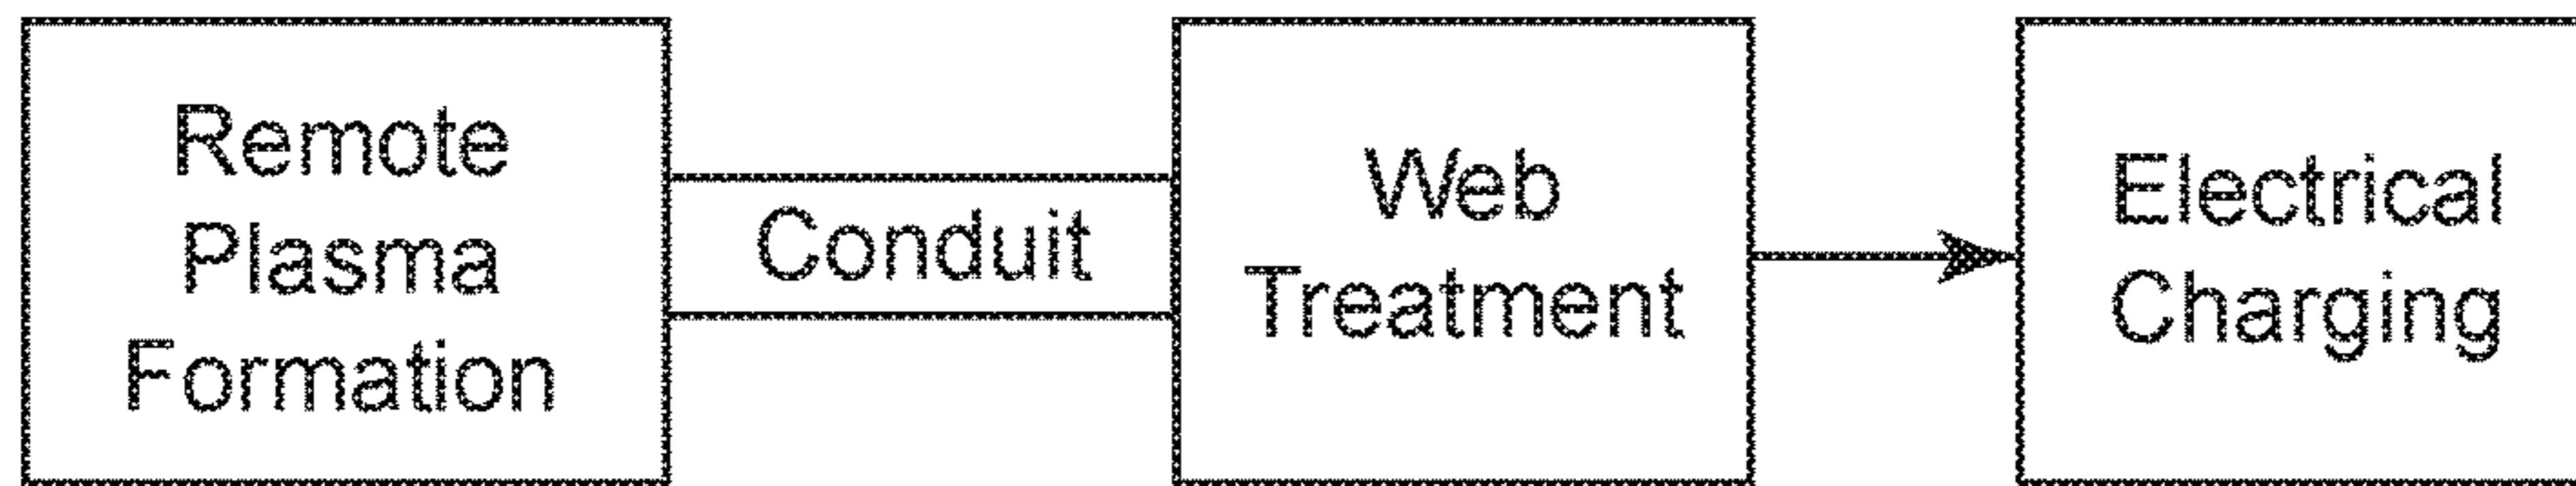 Remote
Plasma
Formation
Conduit
Web
Treatment
Electrical
Charging